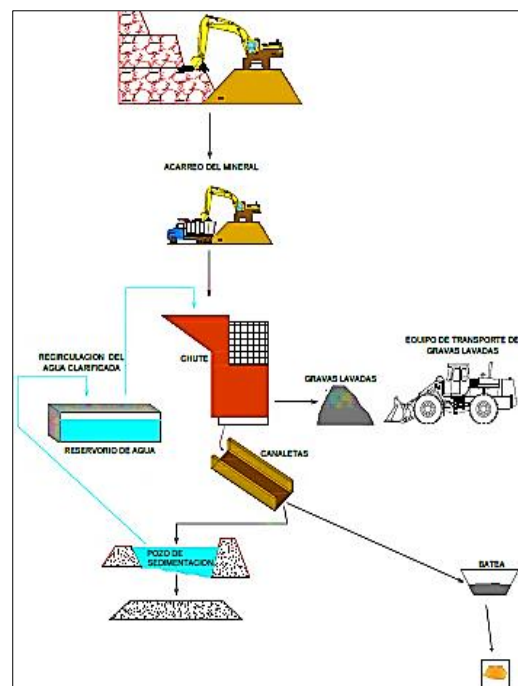 ACARREO DEL MINERAL
RECIRCULACION DEL
AGUA CLARIFICADA
CHUTE
EQUIPO DE TRANSPORTE DE
GRAVAS LAVADAS
GRAVAS LAVADAS
RESERVORIO DE AGUA
CANALETAS
POZO DE
SEDIMENTACION
BATEA